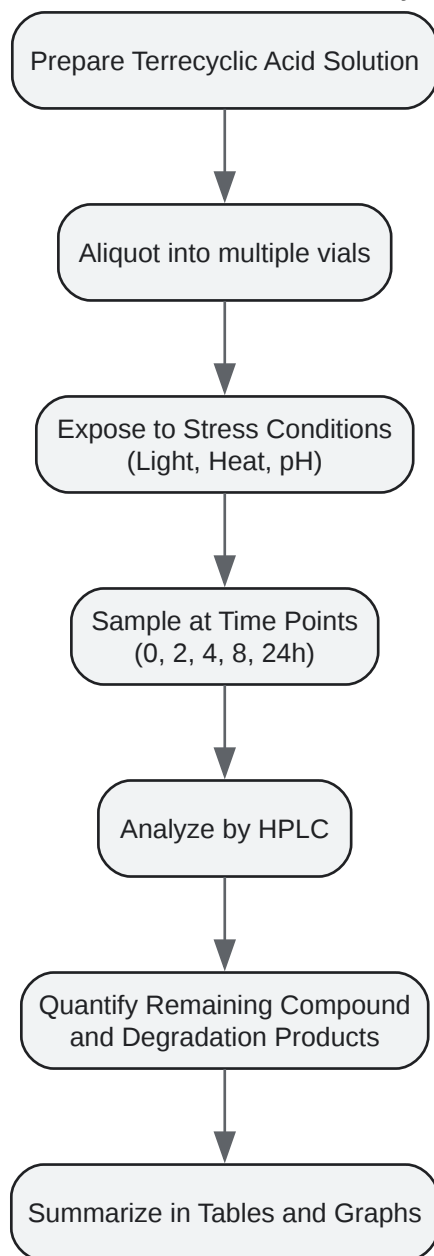 Prepare Terrecyclic Acid Solution
Aliquot into multiple vials
Expose to Stress Conditions
(Light, Heat, pH)
Sample at Time Points
(0, 2, 4, 8, 24h)
Analyze by HPLC
Quantify Remaining Compound
and Degradation Products
Summarize in Tables and Graphs